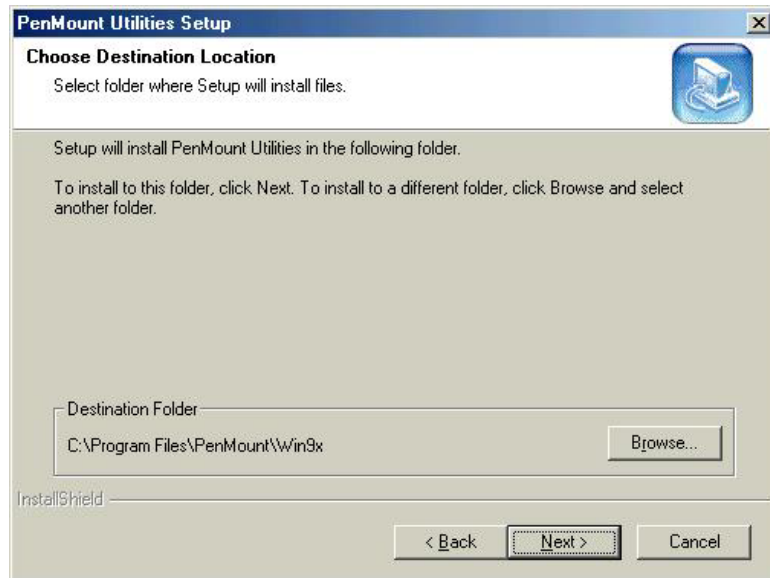 PenMount Utilities Setup
Choose Destination Location
Select folder where Setup will install files.
Setup will install PenMount Utilities in the following folder.
To install to this folder, click Next. To install to a different folder, click Browse and select
another folder.
Destination Folder
C:\Program Files\PenMount\Win9x
Browse...
InstallShield
< Back
Next >
Cancel